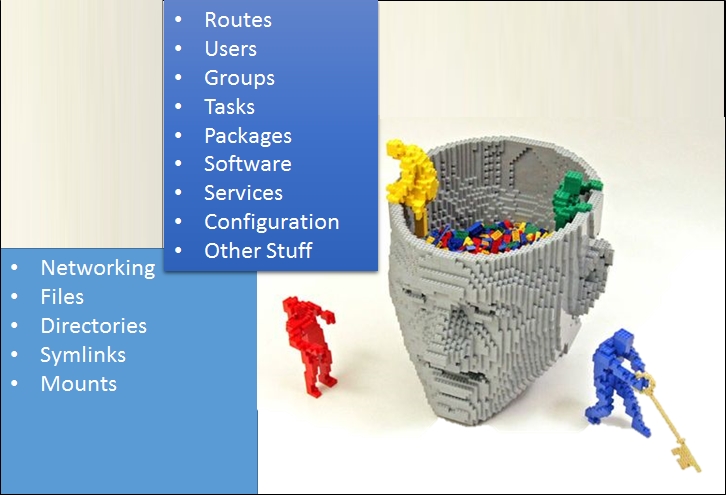 • Routes
• Users
• Groups
• Tasks
• Packages
• Software
• Services
• Configuration
• Other Stuff
• Networking
• Files
• Directories
• Symlinks
• Mounts